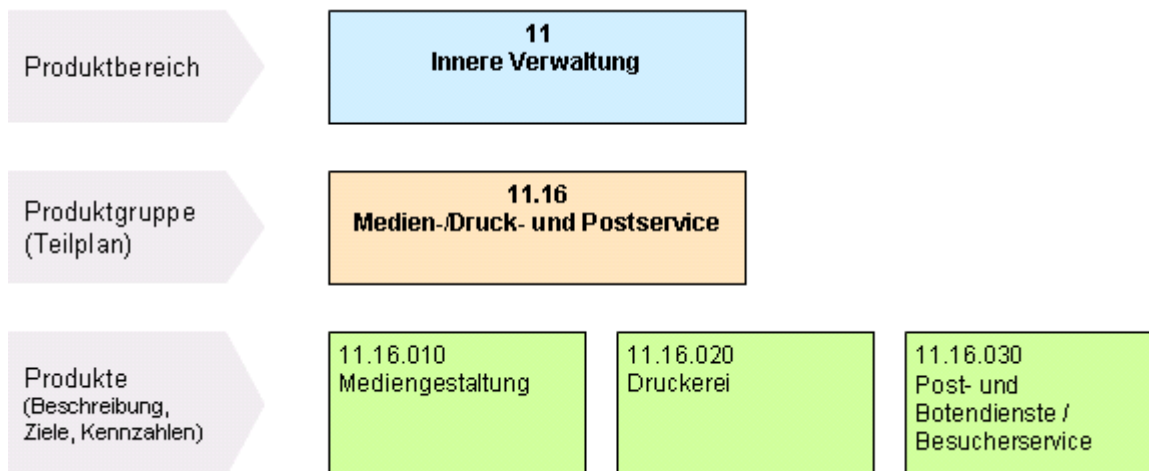 Produktbereich
11
Innere Verwaltung
Produktgruppe
(Teilplan)
11.16
Medien-/Druck- und Postservice
Produkte
(Beschreibung,
Ziele, Kennzahlen)
11.16.010
Mediengestaltung
11.16.020
Druckerei
11.16.030
Post- und
Botendienste /
Besucherservice